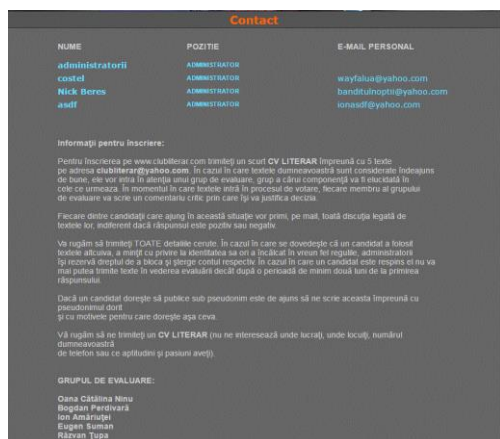 Contact
NUME POZITIE E-MAIL PERSONAL
administratorii ADMINISTRATOR
costel ADMINISTRATOR wayfalua@yahoo.com
Nick Beres ADMINISTRATOR banditulnoptii@yahoo.com
asdf ADMINISTRATOR ionasdf@yahoo.com
Informaţii pentru înscriere:
Pentru înscrierea pe www.clubliterar.com trimiteţi un scurt CV LITERAR împreună cu 5 texte
pe adresa clubliterar@yahoo.com. În cazul în care textele dumneavoastră sunt considerate îndeajuns
de bune, ele vor intra în atenţia unui grup de evaluare, grup a cărui componenţă va fi elucidată în
cele ce urmeaza. În momentul în care textele intră în procesul de votare, fiecare membru al grupului
de evaluare va scrie un comentariu critic prin care îşi va justifica decizia.
Fiecare dintre candidaţii care ajung în această situaţie vor primi, pe mail, toată discuţia legată de
textele lor, indiferent dacă răspunsul este pozitiv sau negativ.
Va rugăm să trimiteţi TOATE detaliile cerute. În cazul în care se dovedeşte că un candidat a folosit
textele altcuiva, a minţit cu privire la identitatea sa ori a încălcat în vreun fel regulile, administratorii
îşi rezervă dreptul de a bloca şi şterge contul respectiv. În cazul în care un candidat este respins el nu va
mai putea trimite texte în vederea evaluării decât după o perioadă de minim două luni de la primirea
răspunsului.
Dacă un candidat doreşte să publice sub pseudonim este de ajuns să ne scrie aceasta împreună cu
pseudonimul dorit
şi cu motivele pentru care doreşte aşa ceva.
Vă rugăm să ne trimiteţi un CV LITERAR (nu ne interesează unde lucraţi, unde locuiţi, numărul
dumneavoastră
de telefon sau ce aptitudini şi pasiuni aveţi).
GRUPUL DE EVALUARE:
Oana Cătălina Ninu
Bogdan Perdivară
Ion Amăriuţei
Eugen Suman
Răzvan Ţupa